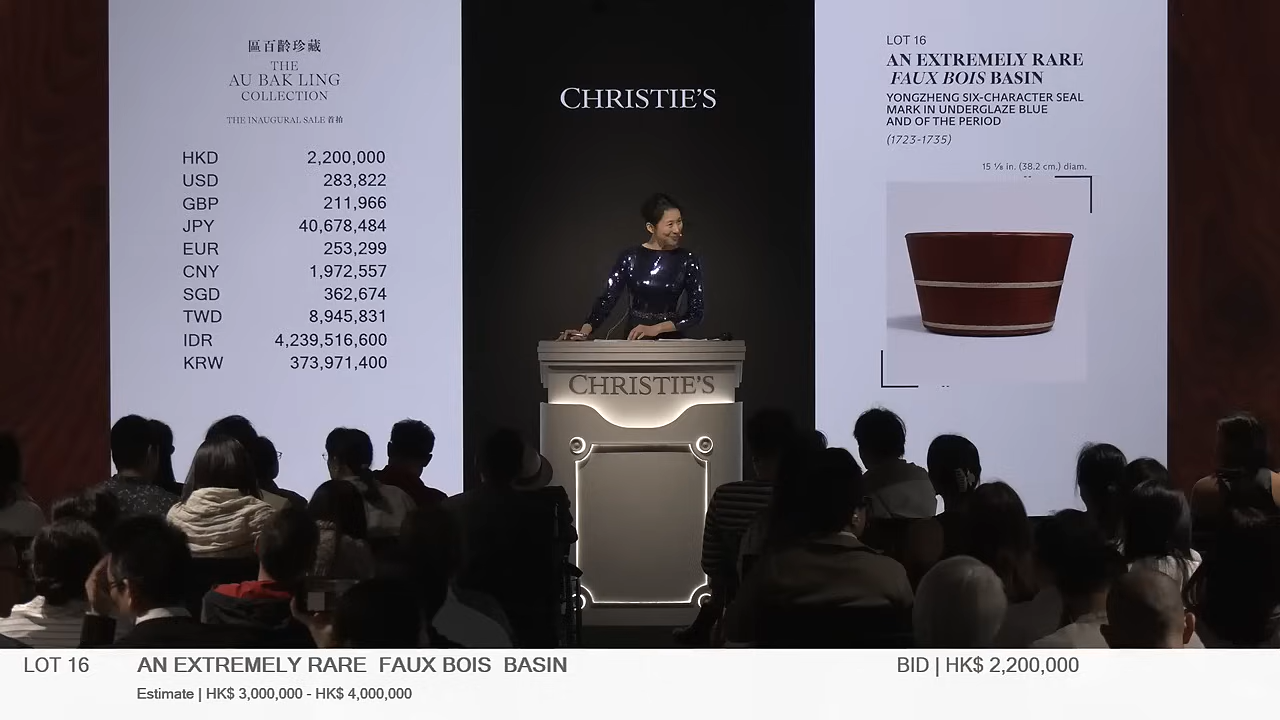 區百齡珍藏
THE
AU BAK LING
COLLECTION
THE INAUGURAL SALE 首拍
HKD 2,200,000
USD 283,822
GBP 211,966
JPY 40,678,484
EUR 253,299
CNY 1,972,557
SGD 362,674
TWD 8,945,831
IDR 4,239,516,600
KRW 373,971,400
CHRISTIE'S
CHRISTIE'S
LOT 16
AN EXTREMELY RARE
FAUX BOIS BASIN
YONGZHENG SIX-CHARACTER SEAL
MARK IN UNDERGLAZE BLUE
AND OF THE PERIOD
(1723-1735)
15 ⅛ in. (38.2 cm.) diam.
LOT 16 AN EXTREMELY RARE FAUX BOIS BASIN BID | HK$ 2,200,000
Estimate | HK$ 3,000,000 - HK$ 4,000,000